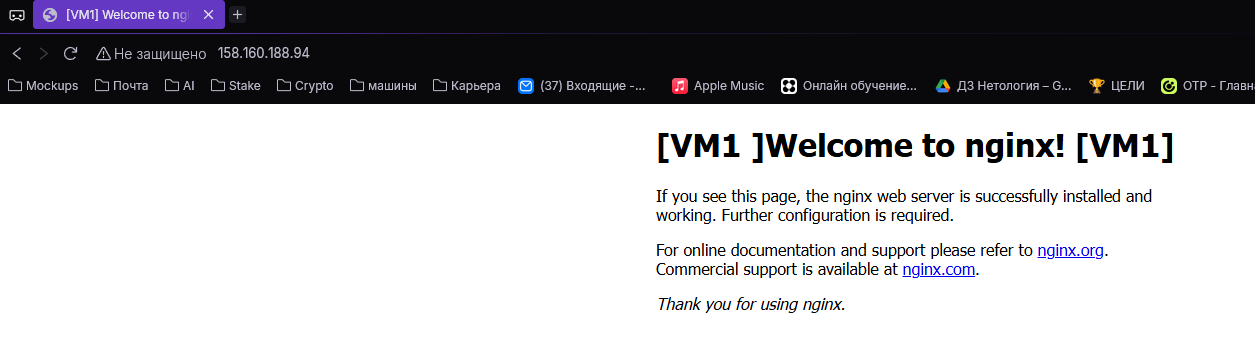 [VM1] Welcome to ngi
Не защищено 158.160.188.94
Mockups Почта AI Stake Crypto машины Карьера (37) Входящие -... Apple Music Онлайн обучение... ДЗ Нетология – G... ЦЕЛИ OTP - Главна
[VM1 ]Welcome to nginx! [VM1]
If you see this page, the nginx web server is successfully installed and
working. Further configuration is required.
For online documentation and support please refer to nginx.org.
Commercial support is available at nginx.com.
Thank you for using nginx.